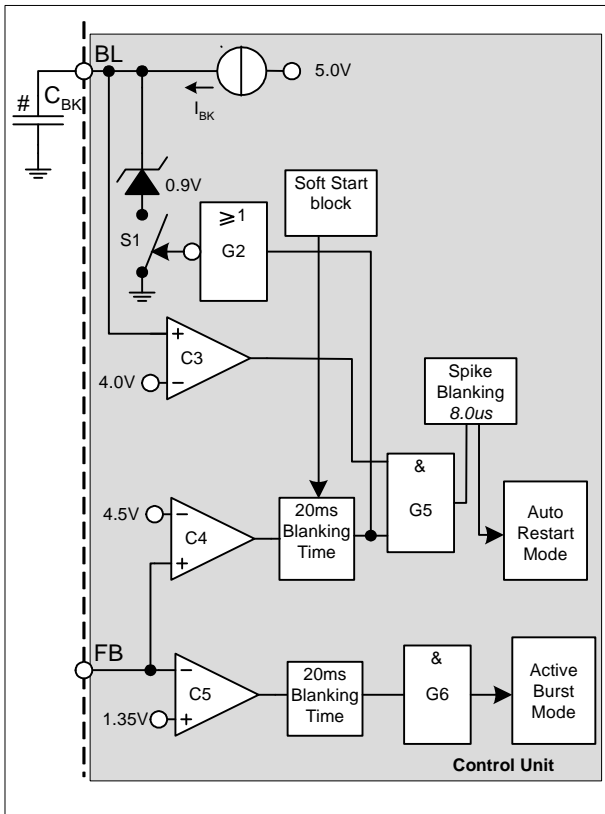 BL
5.0V
# C_BK
I_BK
0.9V
Soft Start
block
S1
≥1
G2
+
C3
4.0V
−
Spike
Blanking
8.0us
&
G5
4.5V
−
C4
+
20ms
Blanking
Time
Auto
Restart
Mode
FB
−
C5
1.35V
+
20ms
Blanking
Time
&
G6
Active
Burst
Mode
Control Unit